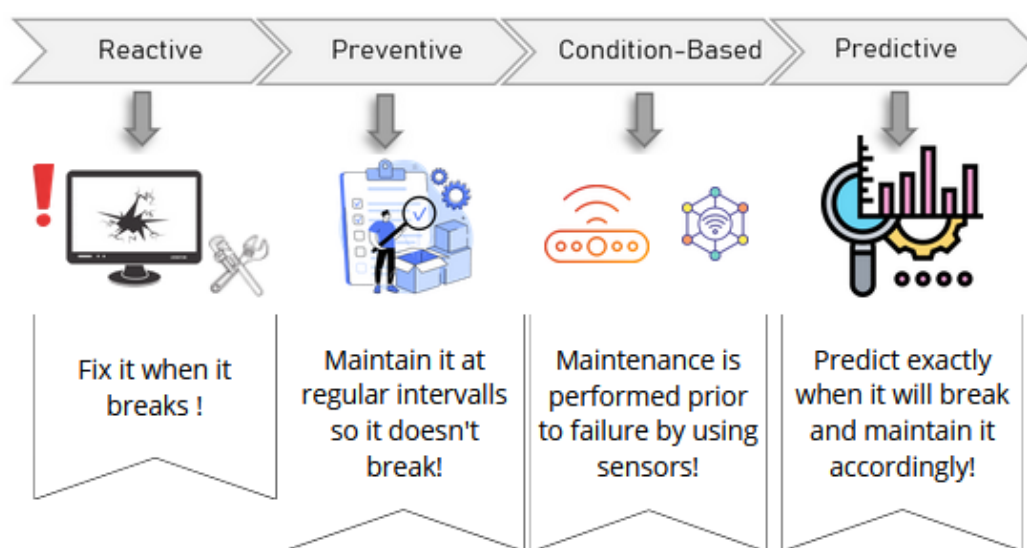 Reactive
Preventive
Condition-Based
Predictive
Fix it when it
breaks !
Maintain it at
regular intervalls
so it doesn't
break!
Maintenance is
performed prior
to failure by using
sensors!
Predict exactly
when it will break
and maintain it
accordingly!